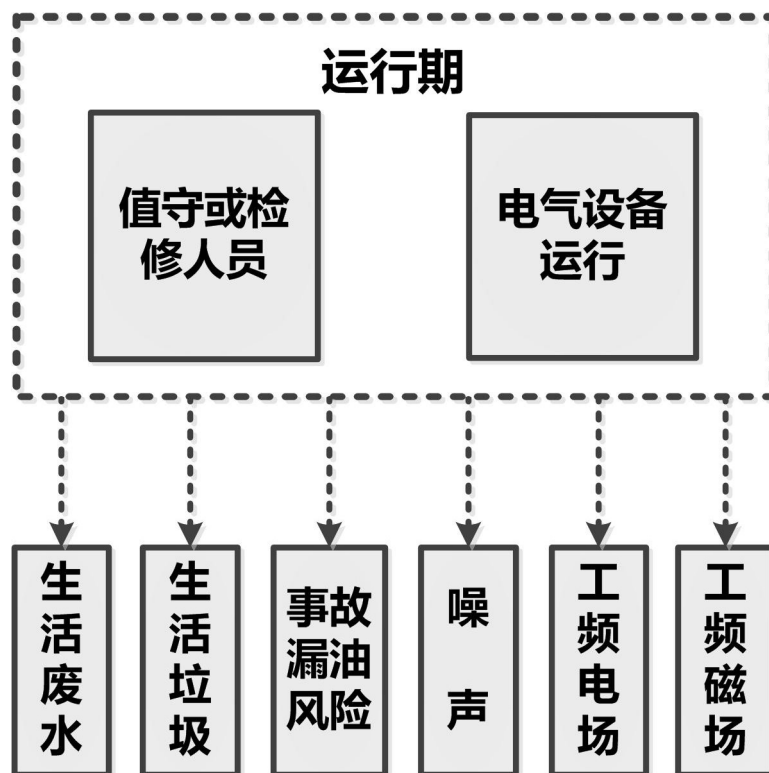 运行期
值守或检
修人员
电气设备
运行
生活废水
生活垃圾
事故
漏油
风险
噪声
工频电场
工频磁场